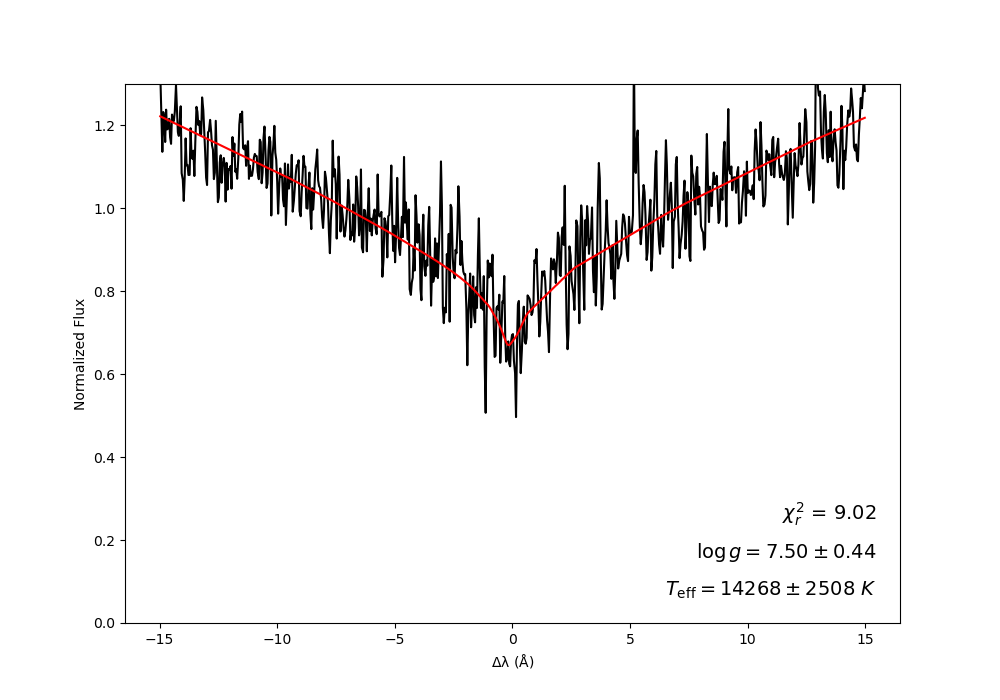 Normalized Flux
1.2
1.0
0.8
0.6
0.4
0.2
0.0
χ²ᵣ = 9.02
log g = 7.50 ± 0.44
T_eff = 14268 ± 2508 K
−15 −10 −5 0 5 10 15
Δλ (Å)